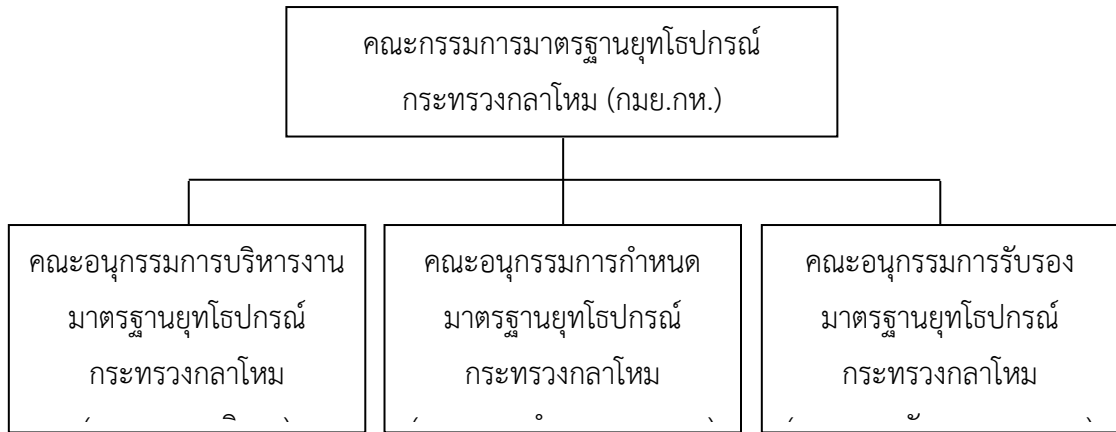 คณะกรรมการมาตรฐานยุทโธปกรณ์
กระทรวงกลาโหม (กมย.กห.)
คณะอนุกรรมการบริหารงาน
มาตรฐานยุทโธปกรณ์
กระทรวงกลาโหม
คณะอนุกรรมการกำหนด
มาตรฐานยุทโธปกรณ์
กระทรวงกลาโหม
คณะอนุกรรมการรับรอง
มาตรฐานยุทโธปกรณ์
กระทรวงกลาโหม